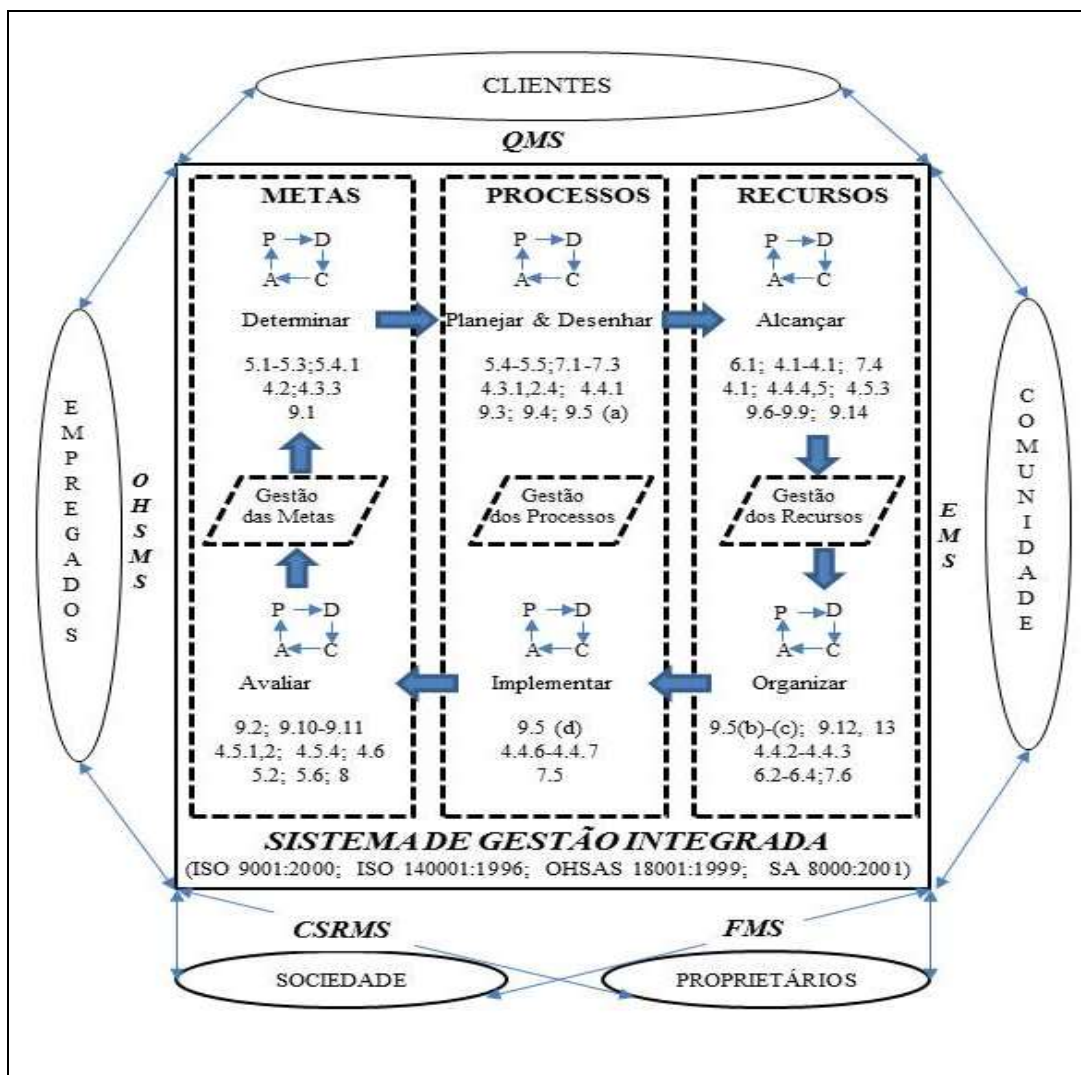 CLIENTES
QMS
METAS
PROCESSOS
RECURSOS
P D
A C
P D
A C
P D
A C
Determinar
Planejar & Desenhar
Alcançar
5.1-5.3;5.4.1
4.2;4.3.3
9.1
5.4-5.5;7.1-7.3
4.3.1,2.4; 4.4.1
9.3; 9.4; 9.5 (a)
6.1; 4.1-4.1; 7.4
4.1; 4.4.4,5; 4.5.3
9.6-9.9; 9.14
EMPREGADOS
OHSMS
Gestão
das Metas
Gestão
dos Processos
Gestão
dos Recursos
EMS
COMUNIDADE
P D
A C
P D
A C
P D
A C
Avaliar
Implementar
Organizar
9.2; 9.10-9.11
4.5.1,2; 4.5.4; 4.6
5.2; 5.6; 8
9.5 (d)
4.4.6-4.4.7
7.5
9.5(b)-(c); 9.12, 13
4.4.2-4.4.3
6.2-6.4;7.6
SISTEMA DE GESTÃO INTEGRADA
(ISO 9001:2000; ISO 140001:1996; OHSAS 18001:1999; SA 8000:2001)
CSRMS
FMS
SOCIEDADE
PROPRIETÁRIOS